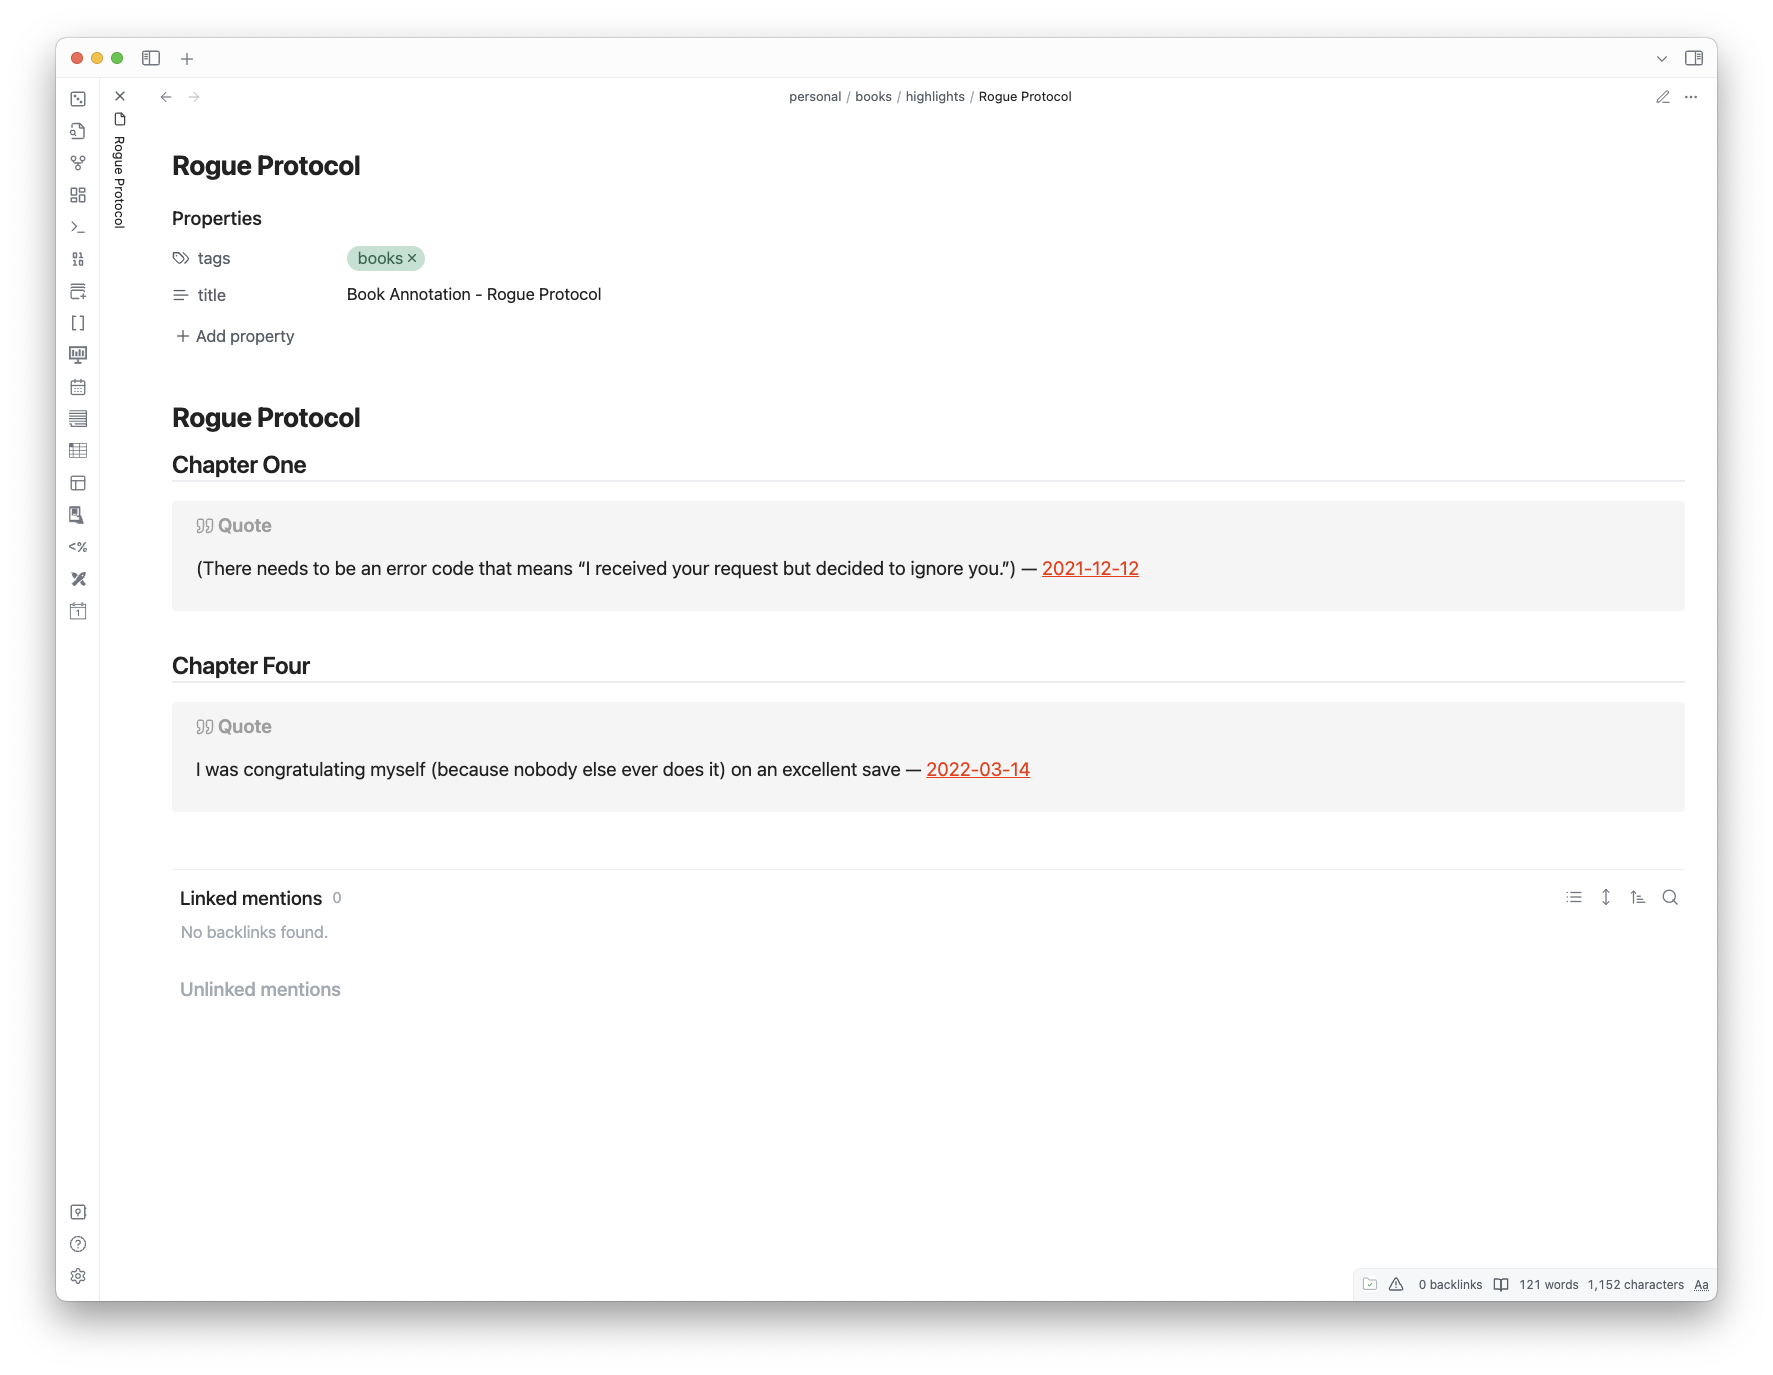 personal / books / highlights / Rogue Protocol
Rogue Protocol
Rogue Protocol
Properties
tags
books ×
title
Book Annotation - Rogue Protocol
+ Add property
Rogue Protocol
Chapter One
Quote
(There needs to be an error code that means “I received your request but decided to ignore you.”) — 2021-12-12
Chapter Four
Quote
I was congratulating myself (because nobody else ever does it) on an excellent save — 2022-03-14
Linked mentions 0
No backlinks found.
Unlinked mentions
0 backlinks 121 words 1,152 characters Aa